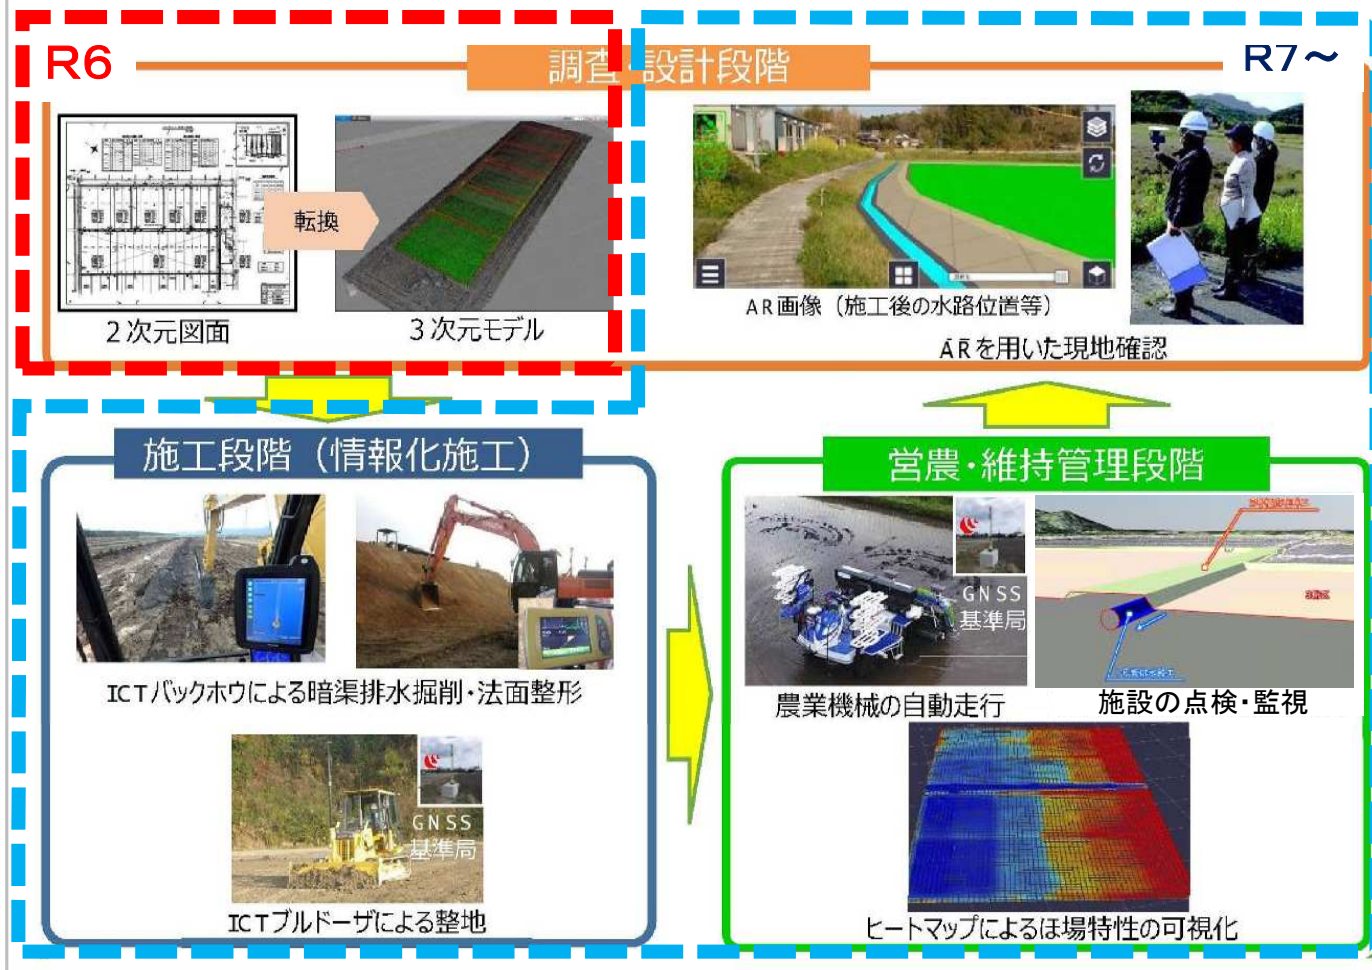 R6
調査・設計段階
R7～
転換
2次元図面
3次元モデル
AR画像（施工後の水路位置等）
ARを用いた現地確認
施工段階（情報化施工）
営農・維持管理段階
GNSS
基準局
ICTバックホウによる暗渠排水掘削・法面整形
農業機械の自動走行
施設の点検・監視
GNSS
基準局
ICTブルドーザによる整地
ヒートマップによるほ場特性の可視化